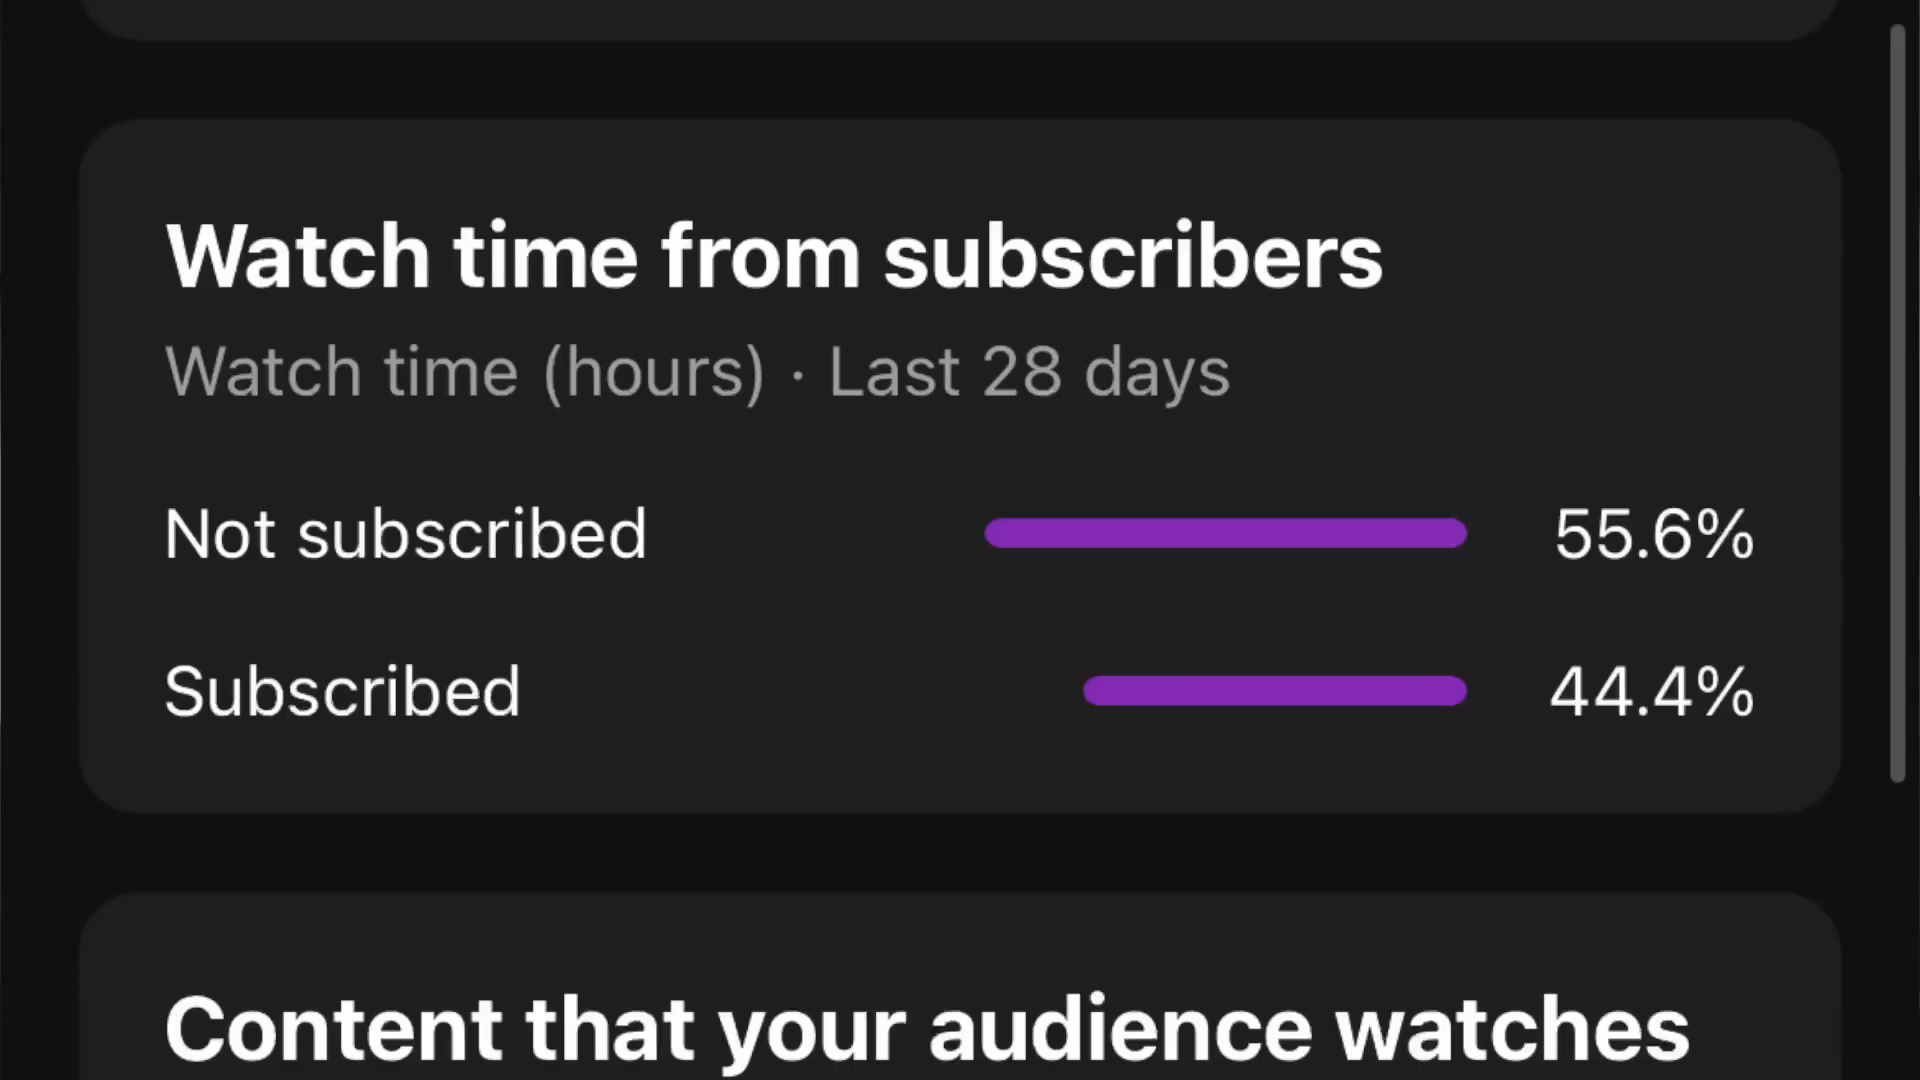 Watch time from subscribers
Watch time (hours) · Last 28 days
Not subscribed 55.6%
Subscribed 44.4%
Content that your audience watches